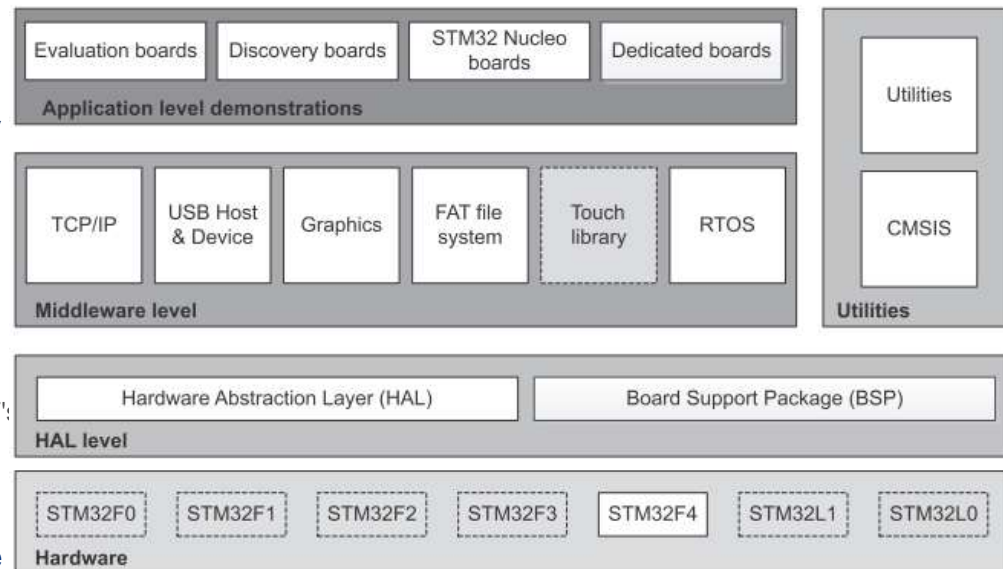 Evaluation boards
Discovery boards
STM32 Nucleo
boards
Dedicated boards
Application level demonstrations
Utilities
CMSIS
Utilities
TCP/IP
USB Host
& Device
Graphics
FAT file
system
Touch
library
RTOS
Middleware level
Hardware Abstraction Layer (HAL)
Board Support Package (BSP)
HAL level
STM32F0
STM32F1
STM32F2
STM32F3
STM32F4
STM32L1
STM32L0
Hardware